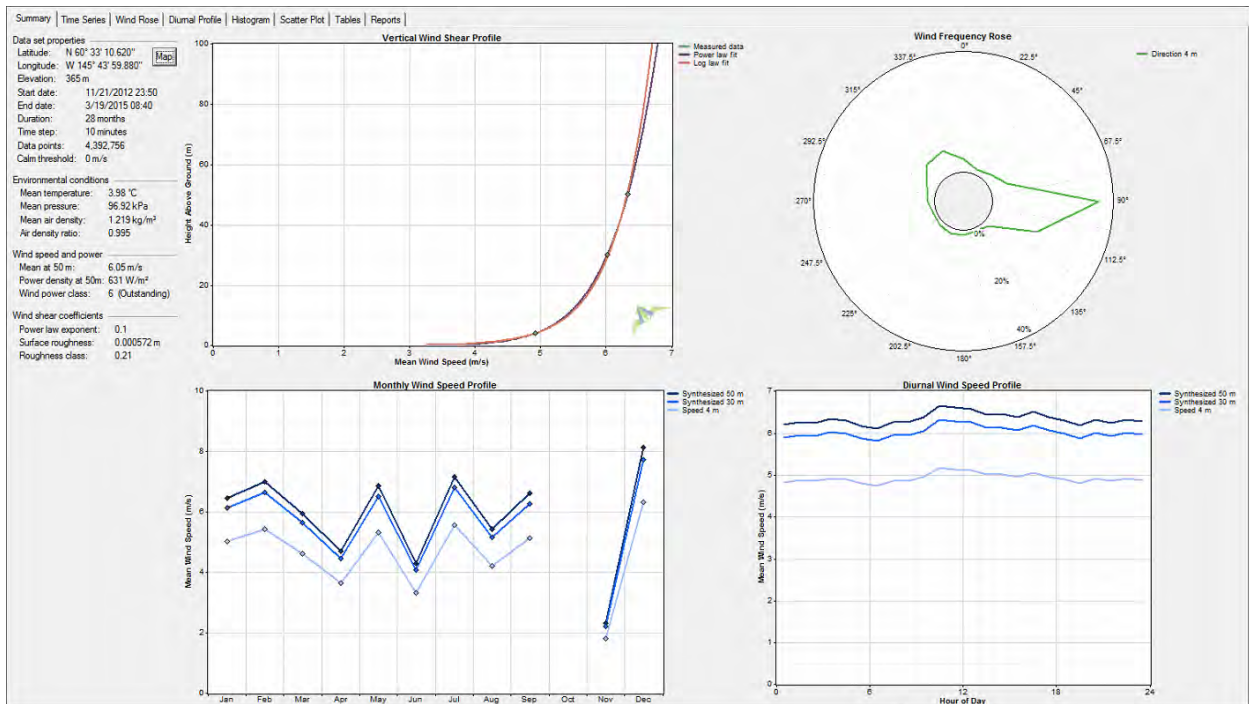 Summary Time Series Wind Rose Diurnal Profile Histogram Scatter Plot Tables Reports
Data set properties
Latitude: N 60° 33' 10.620"
Longitude: W 145° 43' 59.880"
Map
Elevation: 365 m
Start date: 11/21/2012 23:50
End date: 3/19/2015 08:40
Duration: 28 months
Time step: 10 minutes
Data points: 4,392,756
Calm threshold: 0 m/s
Environmental conditions
Mean temperature: 3.98 °C
Mean pressure: 96.92 kPa
Mean air density: 1.219 kg/m³
Air density ratio: 0.995
Wind speed and power
Mean at 50 m: 6.05 m/s
Power density at 50m: 631 W/m²
Wind power class: 6 (Outstanding)
Wind shear coefficients
Power law exponent: 0.1
Surface roughness: 0.000572 m
Roughness class: 0.21
Vertical Wind Shear Profile
Measured data
Power law fit
Log law fit
Height Above Ground (m)
100
80
60
40
20
0
0 1 2 3 4 5 6 7
Mean Wind Speed (m/s)
Wind Frequency Rose
Direction 4 m
0°
22.5°
45°
67.5°
90°
112.5°
135°
157.5°
180°
202.5°
225°
247.5°
270°
292.5°
315°
337.5°
0%
20%
40%
Monthly Wind Speed Profile
Synthesized 50 m
Synthesized 30 m
Speed 4 m
Mean Wind Speed (m/s)
10
8
6
4
2
0
Jan Feb Mar Apr May Jun Jul Aug Sep Oct Nov Dec
Diurnal Wind Speed Profile
Synthesized 50 m
Synthesized 30 m
Speed 4 m
Mean Wind Speed (m/s)
7
6
5
4
3
2
1
0
0 6 12 18 24
Hour of Day